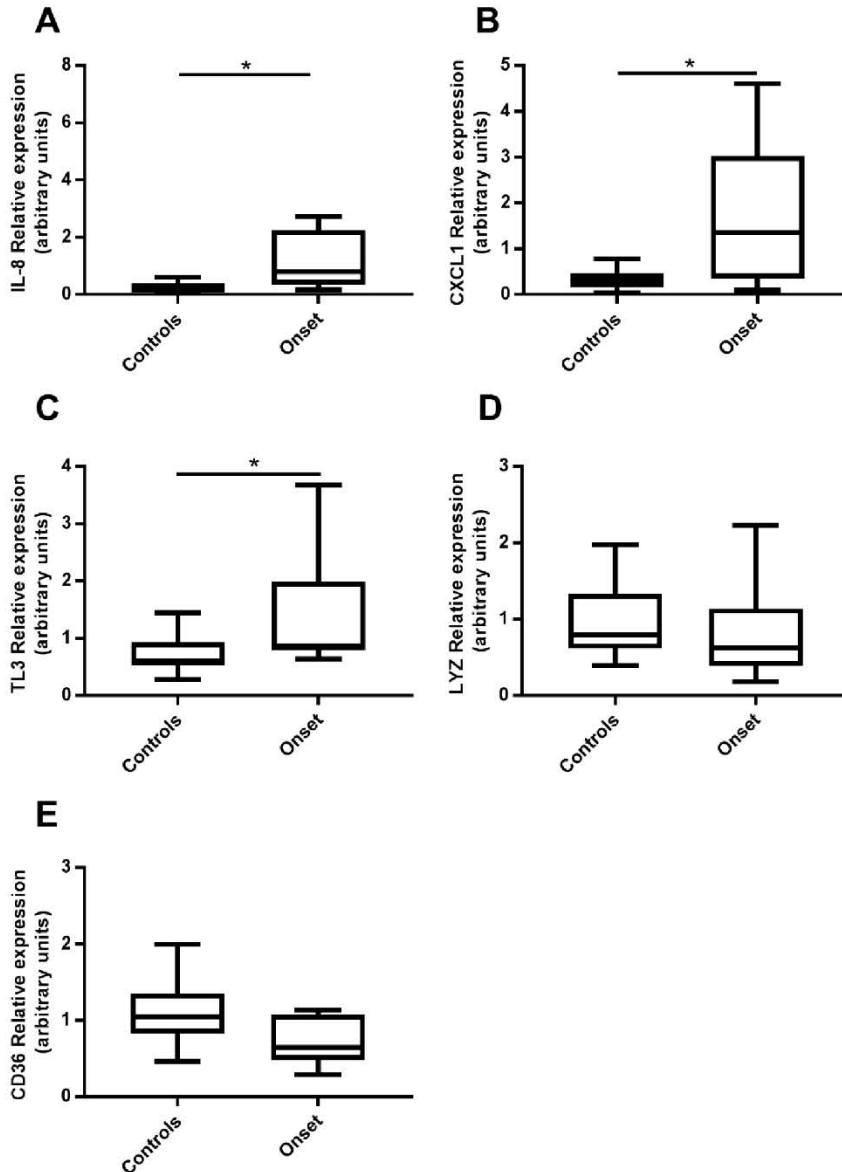 A
IL-8 Relative expression
(arbitrary units)
8
6
4
2
0
*
Controls
Onset
B
CXCL1 Relative expression
(arbitrary units)
5
4
3
2
1
0
*
Controls
Onset
C
TL3 Relative expression
(arbitrary units)
4
3
2
1
0
*
Controls
Onset
D
LYZ Relative expression
(arbitrary units)
3
2
1
0
Controls
Onset
E
CD36 Relative expression
(arbitrary units)
3
2
1
0
Controls
Onset